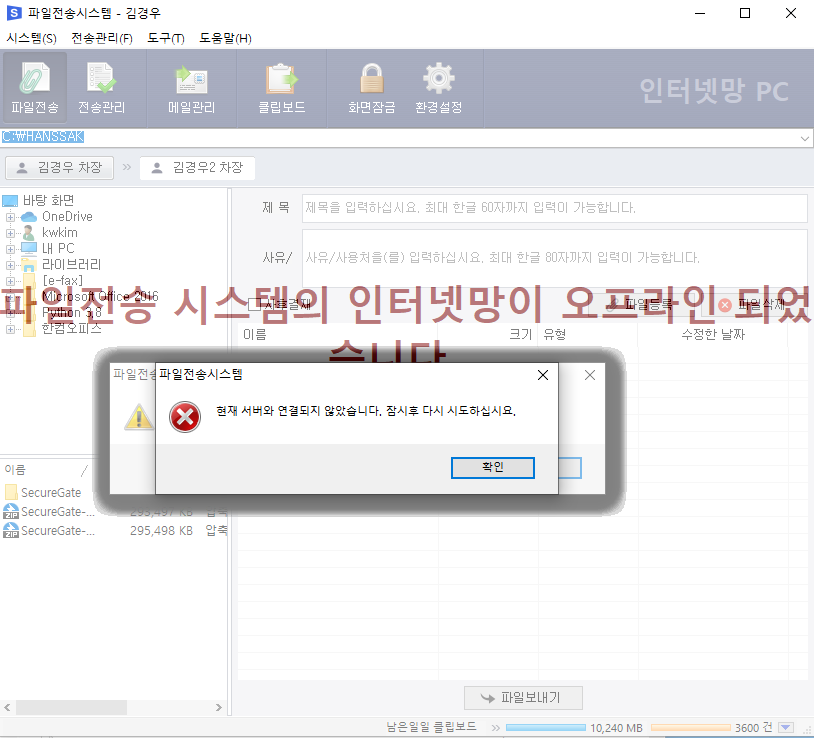 파일전송시스템 - 김경우
시스템(S) 전송관리(F) 도구(T) 도움말(H)
파일전송 전송관리 메일관리 클립보드 화면잠금 환경설정
인터넷망 PC
C:\HANSSAK
김경우 차장 » 김경우2 차장
바탕 화면
OneDrive
kwkim
내 PC
라이브러리
[e-fax]
Microsoft Office 2016
Python 3.8
한컴오피스
제 목 제목을 입력하십시요. 최대 한글 60자까지 입력이 가능합니다.
사유/ 사유/사용처을(를) 입력하십시요. 최대 한글 80자까지 입력이 가능합니다.
사후결재 파일등록 파일삭제
파일전송 시스템의 인터넷망이 오프라인 되었
습니다
이름 크기 유형 수정한 날짜
파일전송
파일전송시스템
현재 서버와 연결되지 않았습니다. 잠시후 다시 시도하십시요.
확인
이름
SecureGate
SecureGate-... 293,497 KB 압축
SecureGate-... 295,498 KB 압축
파일보내기
남은일일 클립보드 » 10,240 MB 3600 건